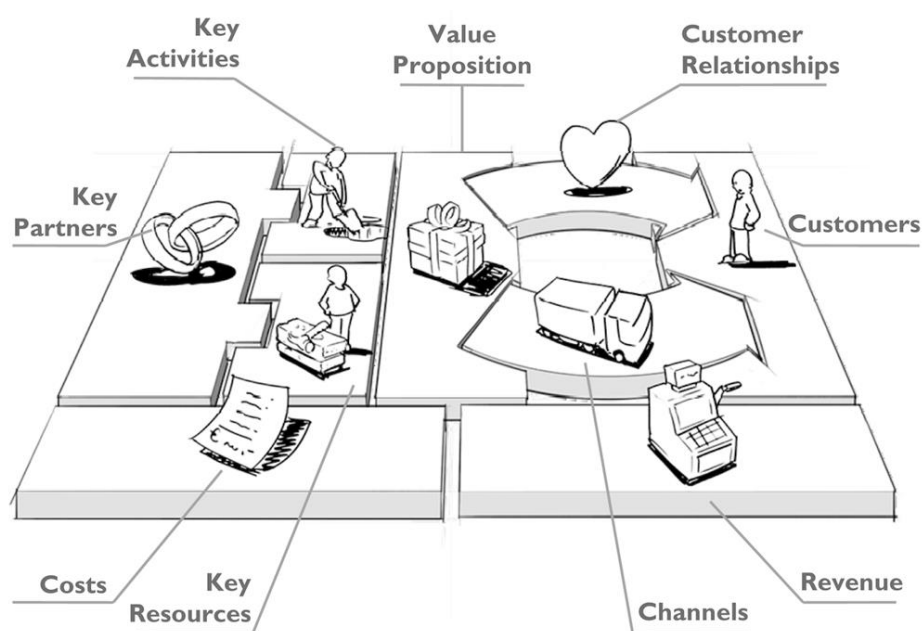 Key
Activities
Value
Proposition
Customer
Relationships
Key
Partners
Customers
Costs
Key
Resources
Channels
Revenue